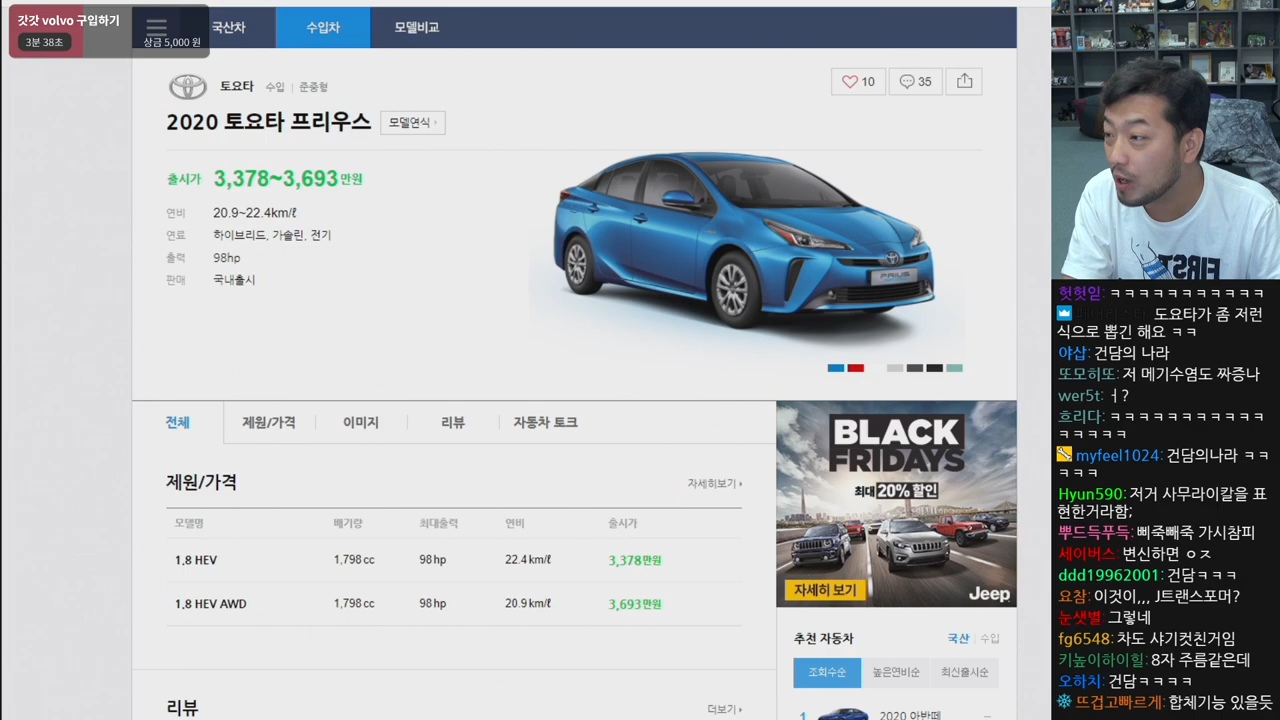 갓갓 volvo 구입하기
3분 38초
상금 5,000 원
국산차
수입차
모델비교
토요타
수입
준중형
10
35
2020 토요타 프리우스
모델연식
출시가 3,378~3,693만원
연비 20.9~22.4km/ℓ
연료 하이브리드, 가솔린, 전기
출력 98hp
판매 국내출시
PRIUS
전체
제원/가격
이미지
리뷰
자동차 토크
제원/가격
자세히보기
모델명 배기량 최대출력 연비 출시가
1.8 HEV 1,798 cc 98 hp 22.4 km/ℓ 3,378만원
1.8 HEV AWD 1,798 cc 98 hp 20.9 km/ℓ 3,693만원
리뷰
더보기
BLACK
FRIDAYS
최대 20% 할인
자세히 보기
Jeep
추천 자동차
국산
수입
조회수순
높은연비순
최신출시순
1
2020 아반떼
FIRST
헛헛읻: ㅋㅋㅋㅋㅋㅋㅋㅋㅋㅋㅋ
도요타가 좀 저런
식으로 뽑긴 해요 ㅋㅋ
야삽: 건담의 나라
또모히또: 저 메기수염도 짜증나
wer5t: ㅓ?
흐리다: ㅋㅋㅋㅋㅋㅋㅋㅋㅋㅋㅋ
ㅋㅋㅋㅋㅋ
myfeel1024: 건담의나라 ㅋㅋ
ㅋㅋㅋ
Hyun590: 저거 사무라이칼을 표
현한거라함;
뿌드득푸득: 삐죽빼죽 가시참피
세이버스: 변신하면 ㅇㅈ
ddd19962001: 건담ㅋㅋㅋ
요참: 이것이,,, J트랜스포머?
눈샛별: 그렇네
fg6548: 차도 샤기컷친거임
키높이하이힐: 8자 주름같은데
오하치: 건담ㅋㅋㅋㅋ
뜨겁고빠르게: 합체기능 있을듯